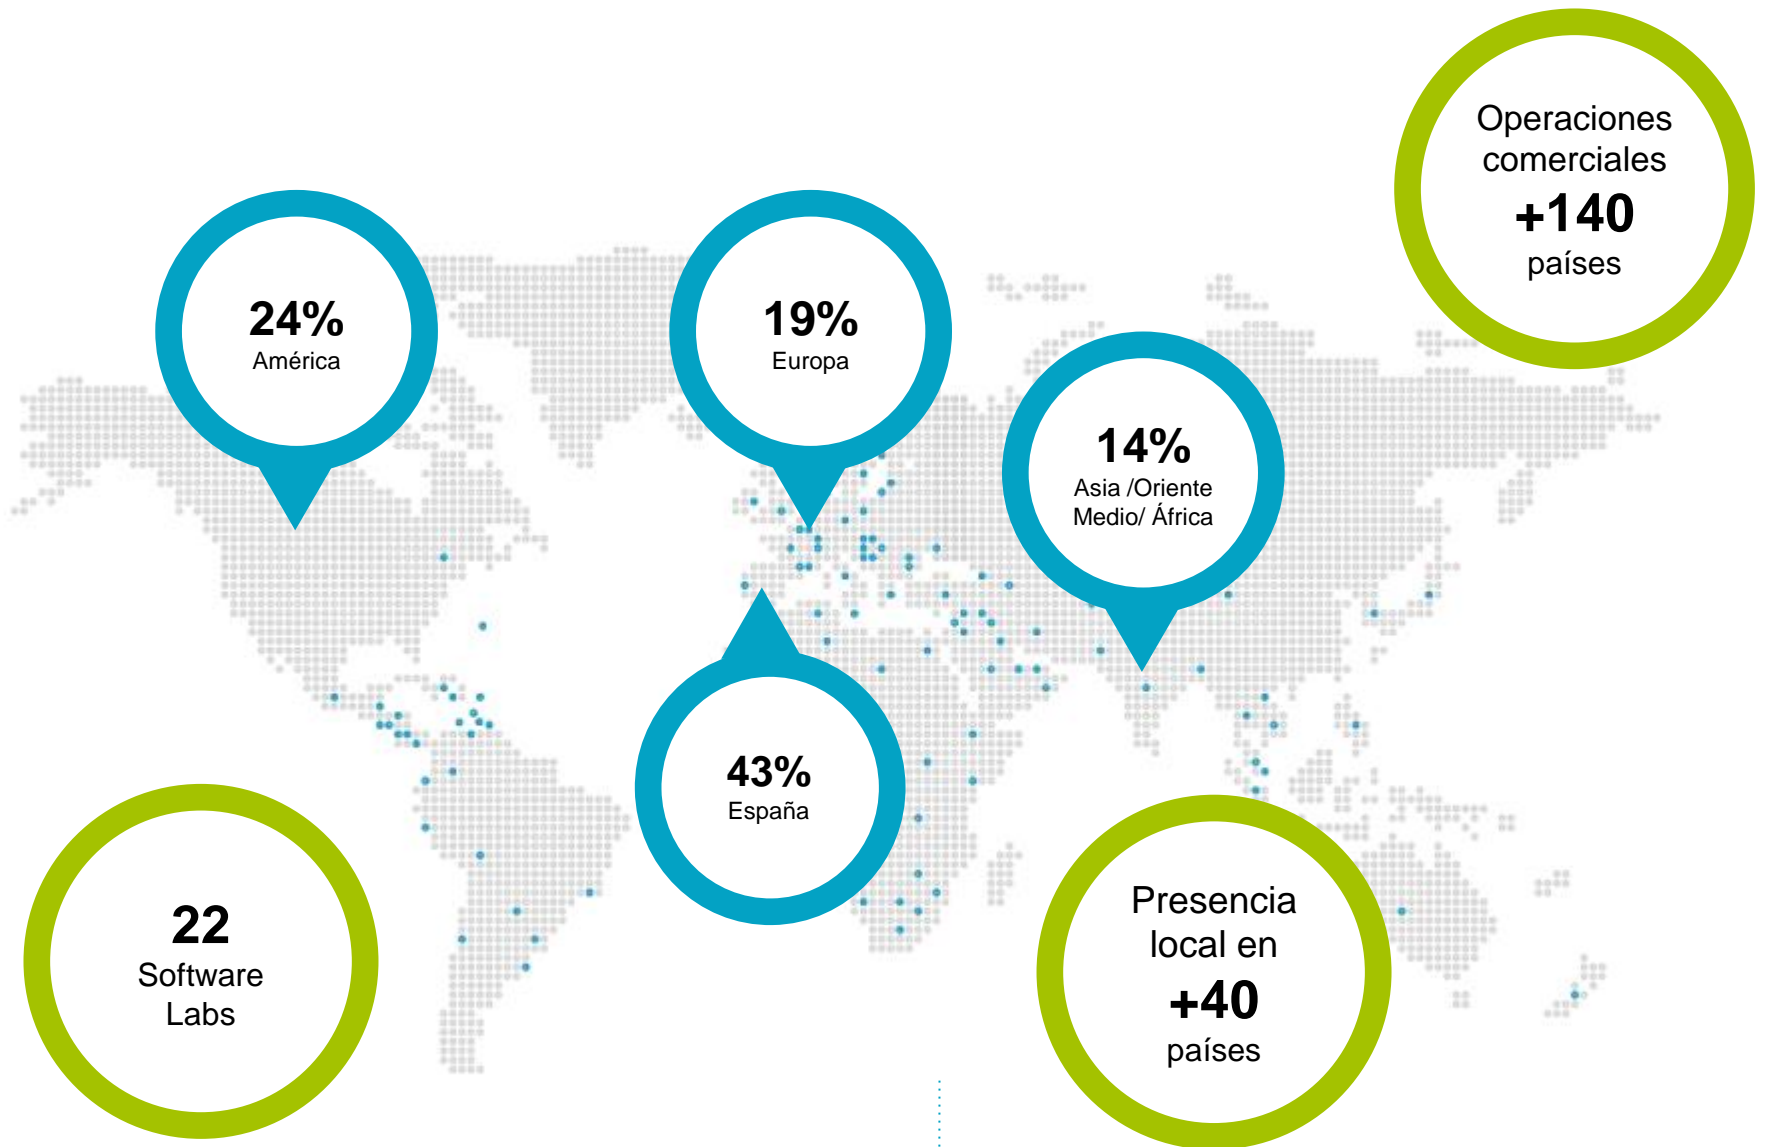 Operaciones
comerciales
+140
países
24%
América
19%
Europa
14%
Asia /Oriente
Medio/ África
43%
España
22
Software
Labs
Presencia
local en
+40
países